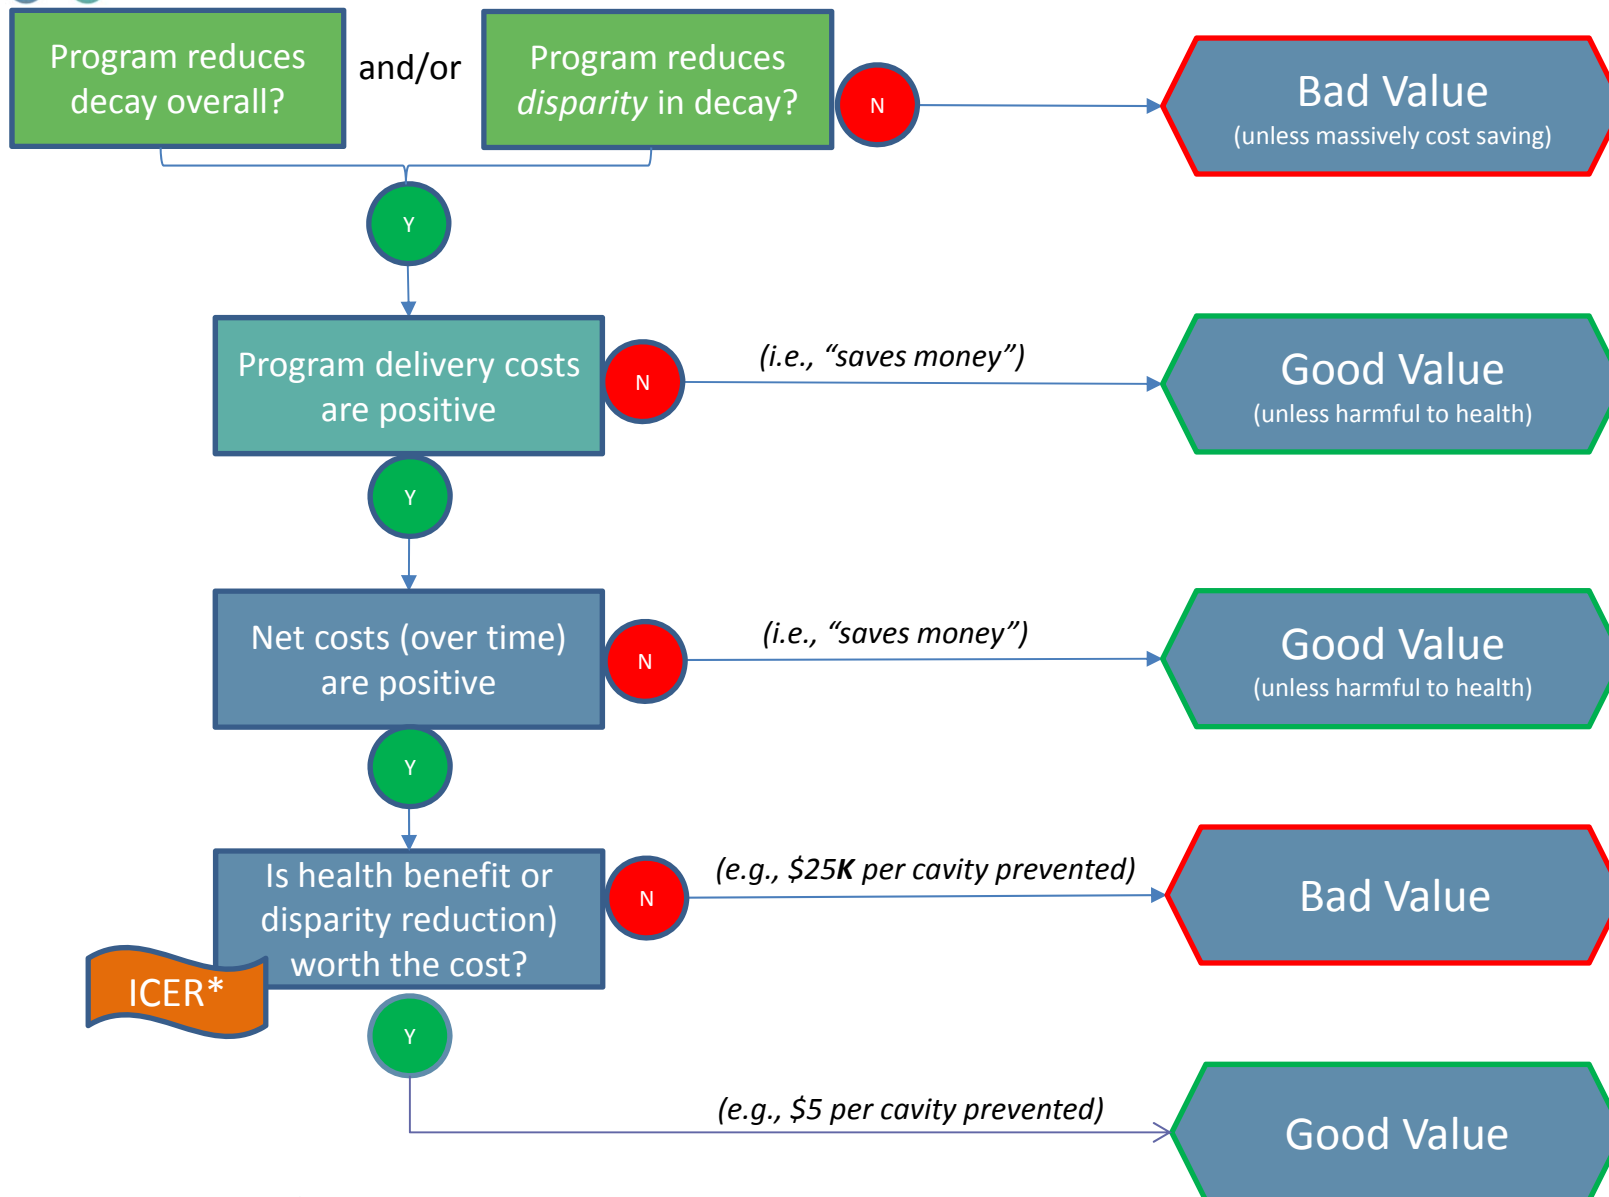 Program reduces
decay overall?
and/or
Program reduces
disparity in decay?
N
Bad Value
(unless massively cost saving)
Y
Program delivery costs
are positive
N
(i.e., “saves money”)
Good Value
(unless harmful to health)
Y
Net costs (over time)
are positive
N
(i.e., “saves money”)
Good Value
(unless harmful to health)
Y
Is health benefit or
disparity reduction)
worth the cost?
N
(e.g., $25K per cavity prevented)
Bad Value
ICER*
Y
(e.g., $5 per cavity prevented)
Good Value